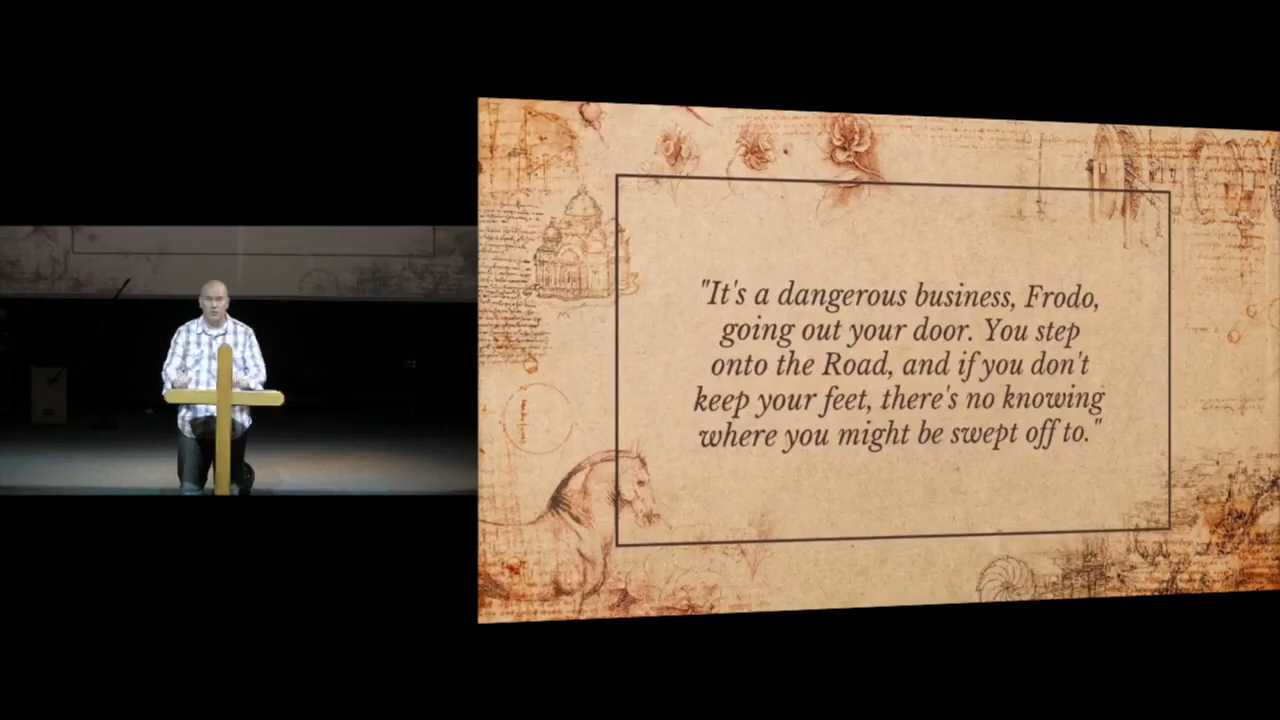 "It's a dangerous business, Frodo,
going out your door. You step
onto the Road, and if you don't
keep your feet, there's no knowing
where you might be swept off to."